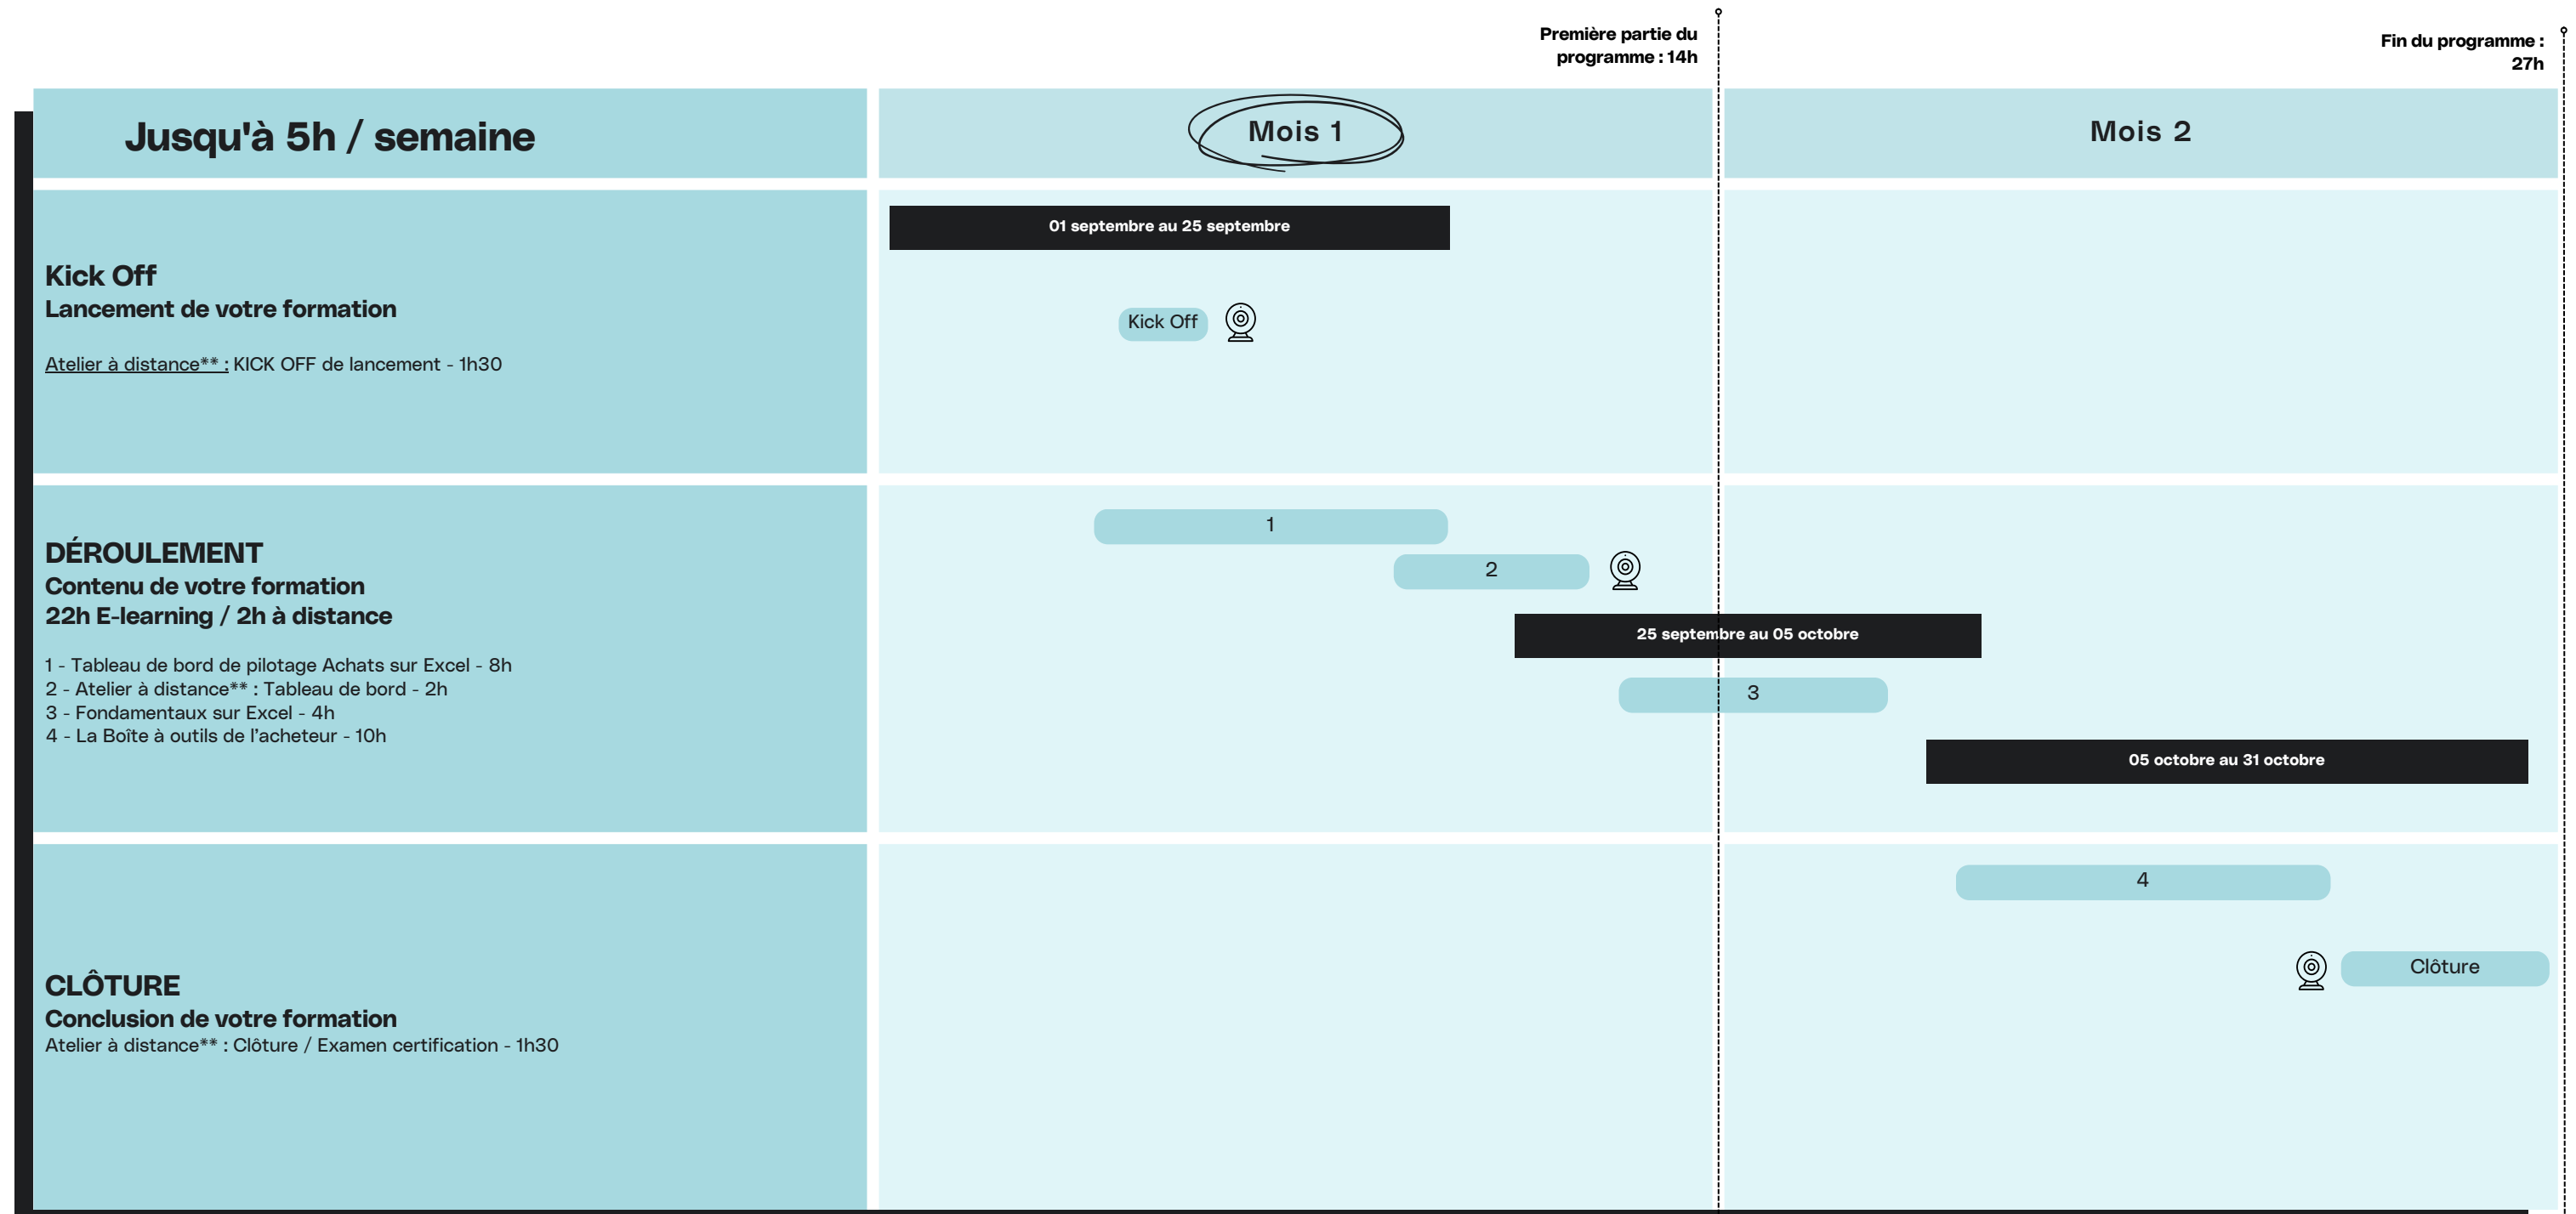 Première partie du
programme : 14h
Fin du programme :
27h
Jusqu'à 5h / semaine
Mois 1
Mois 2
01 septembre au 25 septembre
Kick Off
Lancement de votre formation
Kick Off
Atelier à distance** : KICK OFF de lancement - 1h30
1
2
DÉROULEMENT
Contenu de votre formation
22h E-learning / 2h à distance
25 septembre au 05 octobre
1 - Tableau de bord de pilotage Achats sur Excel - 8h
2 - Atelier à distance** : Tableau de bord - 2h
3 - Fondamentaux sur Excel - 4h
4 - La Boîte à outils de l’acheteur - 10h
3
05 octobre au 31 octobre
4
Clôture
CLÔTURE
Conclusion de votre formation
Atelier à distance** : Clôture / Examen certification - 1h30